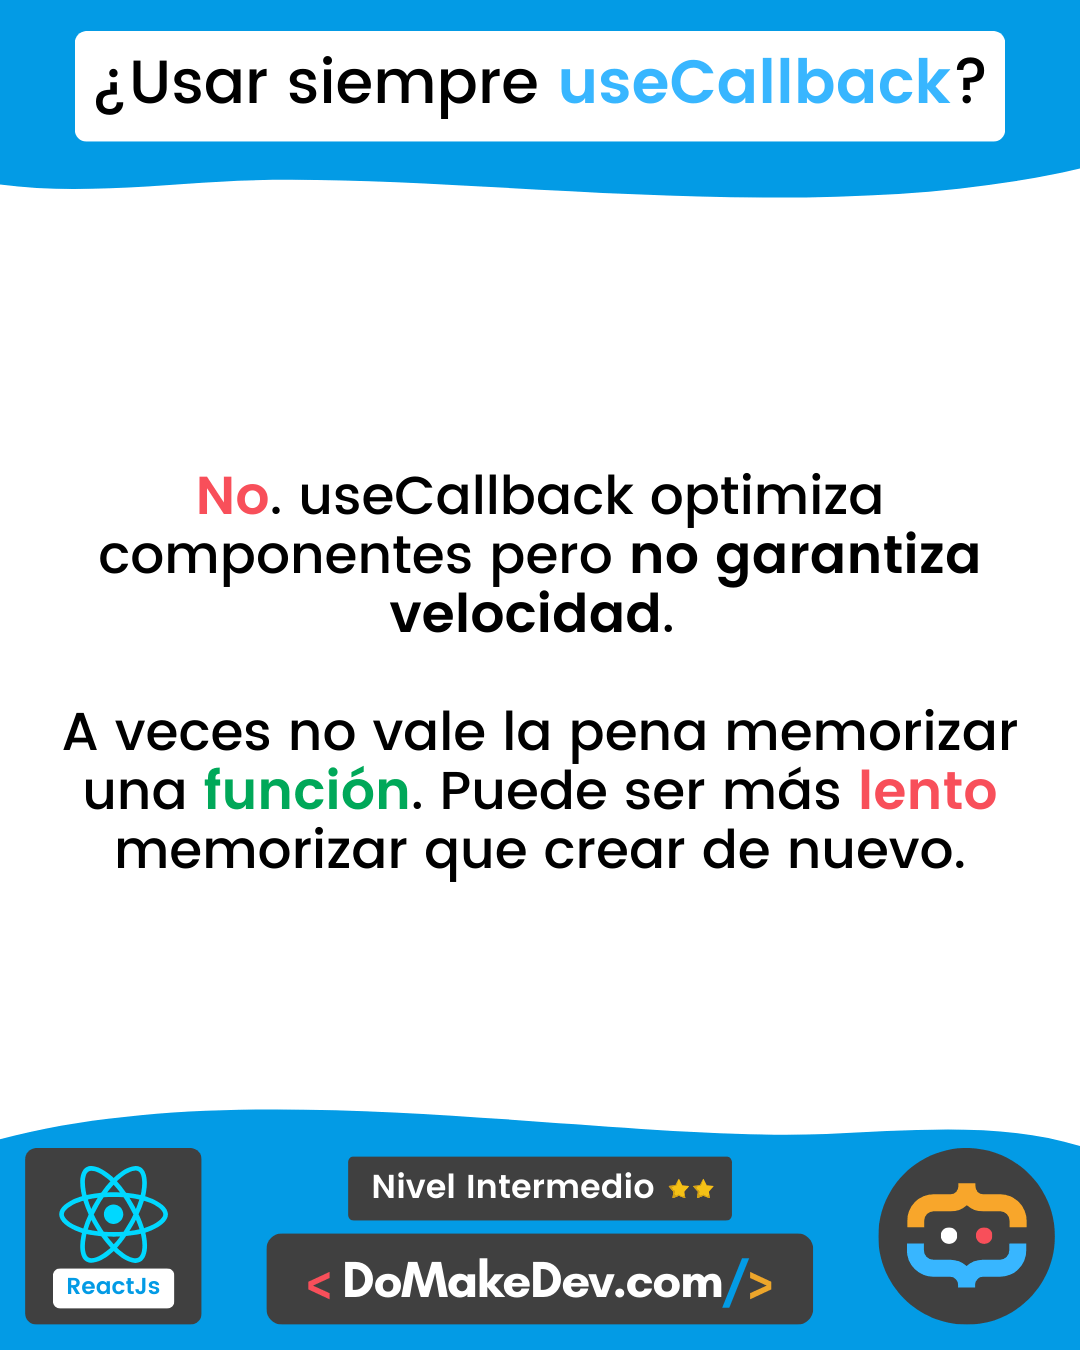 ¿Usar siempre useCallback?
No. useCallback optimiza
componentes pero no garantiza
velocidad.
A veces no vale la pena memorizar
una función. Puede ser más lento
memorizar que crear de nuevo.
Nivel Intermedio
ReactJs
< DoMakeDev.com/>